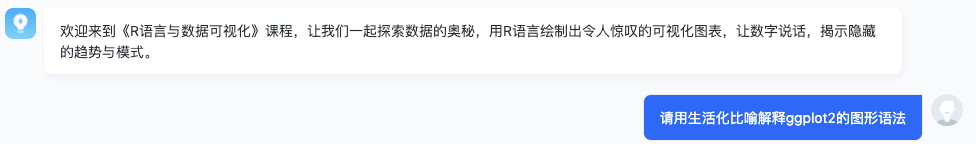 欢迎来到《R语言与数据可视化》课程，让我们一起探索数据的奥秘，用R语言绘制出令人惊叹的可视化图表，让数字说话，揭示隐藏
的趋势与模式。
请用生活化比喻解释ggplot2的图形语法